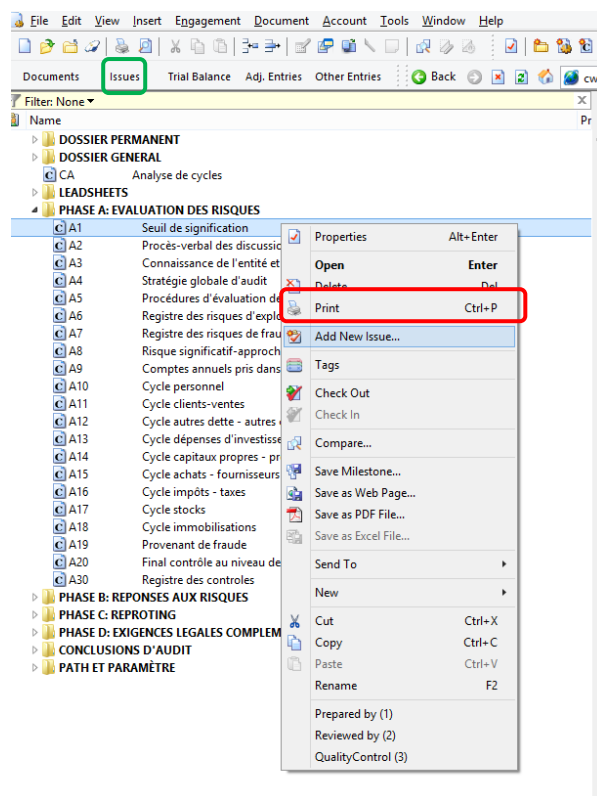 File Edit View Insert Engagement Document Account Tools Window Help
Documents Issues Trial Balance Adj. Entries Other Entries Back cw
Filter: None
Name Pr
DOSSIER PERMANENT
DOSSIER GENERAL
CA Analyse de cycles
LEADSHEETS
PHASE A: EVALUATION DES RISQUES
A1 Seuil de signification
A2 Procès-verbal des discussic
A3 Connaissance de l'entité et
A4 Stratégie globale d'audit
A5 Procédures d'évaluation de
A6 Registre des risques d'explo
A7 Registre des risques de frau
A8 Risque significatif-approch
A9 Comptes annuels pris dans
A10 Cycle personnel
A11 Cycle clients-ventes
A12 Cycle autres dette - autres
A13 Cycle dépenses d'investisse
A14 Cycle capitaux propres - pr
A15 Cycle achats - fournisseurs
A16 Cycle impôts - taxes
A17 Cycle stocks
A18 Cycle immobilisations
A19 Provenant de fraude
A20 Final contrôle au niveau de
A30 Registre des controles
PHASE B: REPONSES AUX RISQUES
PHASE C: REPROTING
PHASE D: EXIGENCES LEGALES COMPLEM
CONCLUSIONS D'AUDIT
PATH ET PARAMÈTRE
Properties Alt+Enter
Open Enter
Delete Del
Print Ctrl+P
Add New Issue...
Tags
Check Out
Check In
Compare...
Save Milestone...
Save as Web Page...
Save as PDF File...
Save as Excel File...
Send To
New
Cut Ctrl+X
Copy Ctrl+C
Paste Ctrl+V
Rename F2
Prepared by (1)
Reviewed by (2)
QualityControl (3)